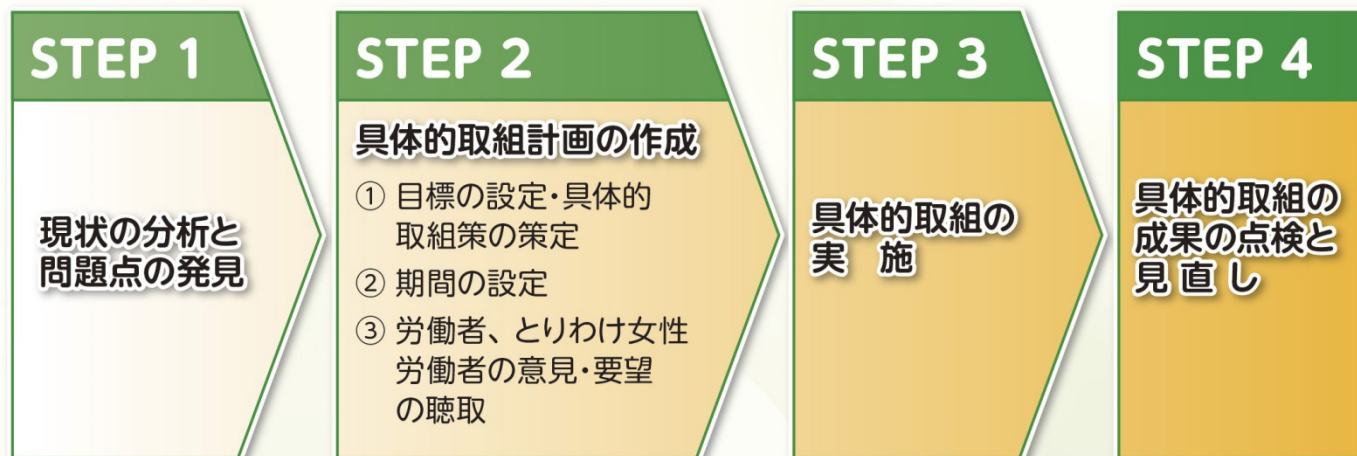 STEP 1
現状の分析と
問題点の発見
STEP 2
具体的取組計画の作成
① 目標の設定・具体的
取組策の策定
② 期間の設定
③ 労働者、とりわけ女性
労働者の意見・要望
の聴取
STEP 3
具体的取組の
実　施
STEP 4
具体的取組の
成果の点検と
見 直 し